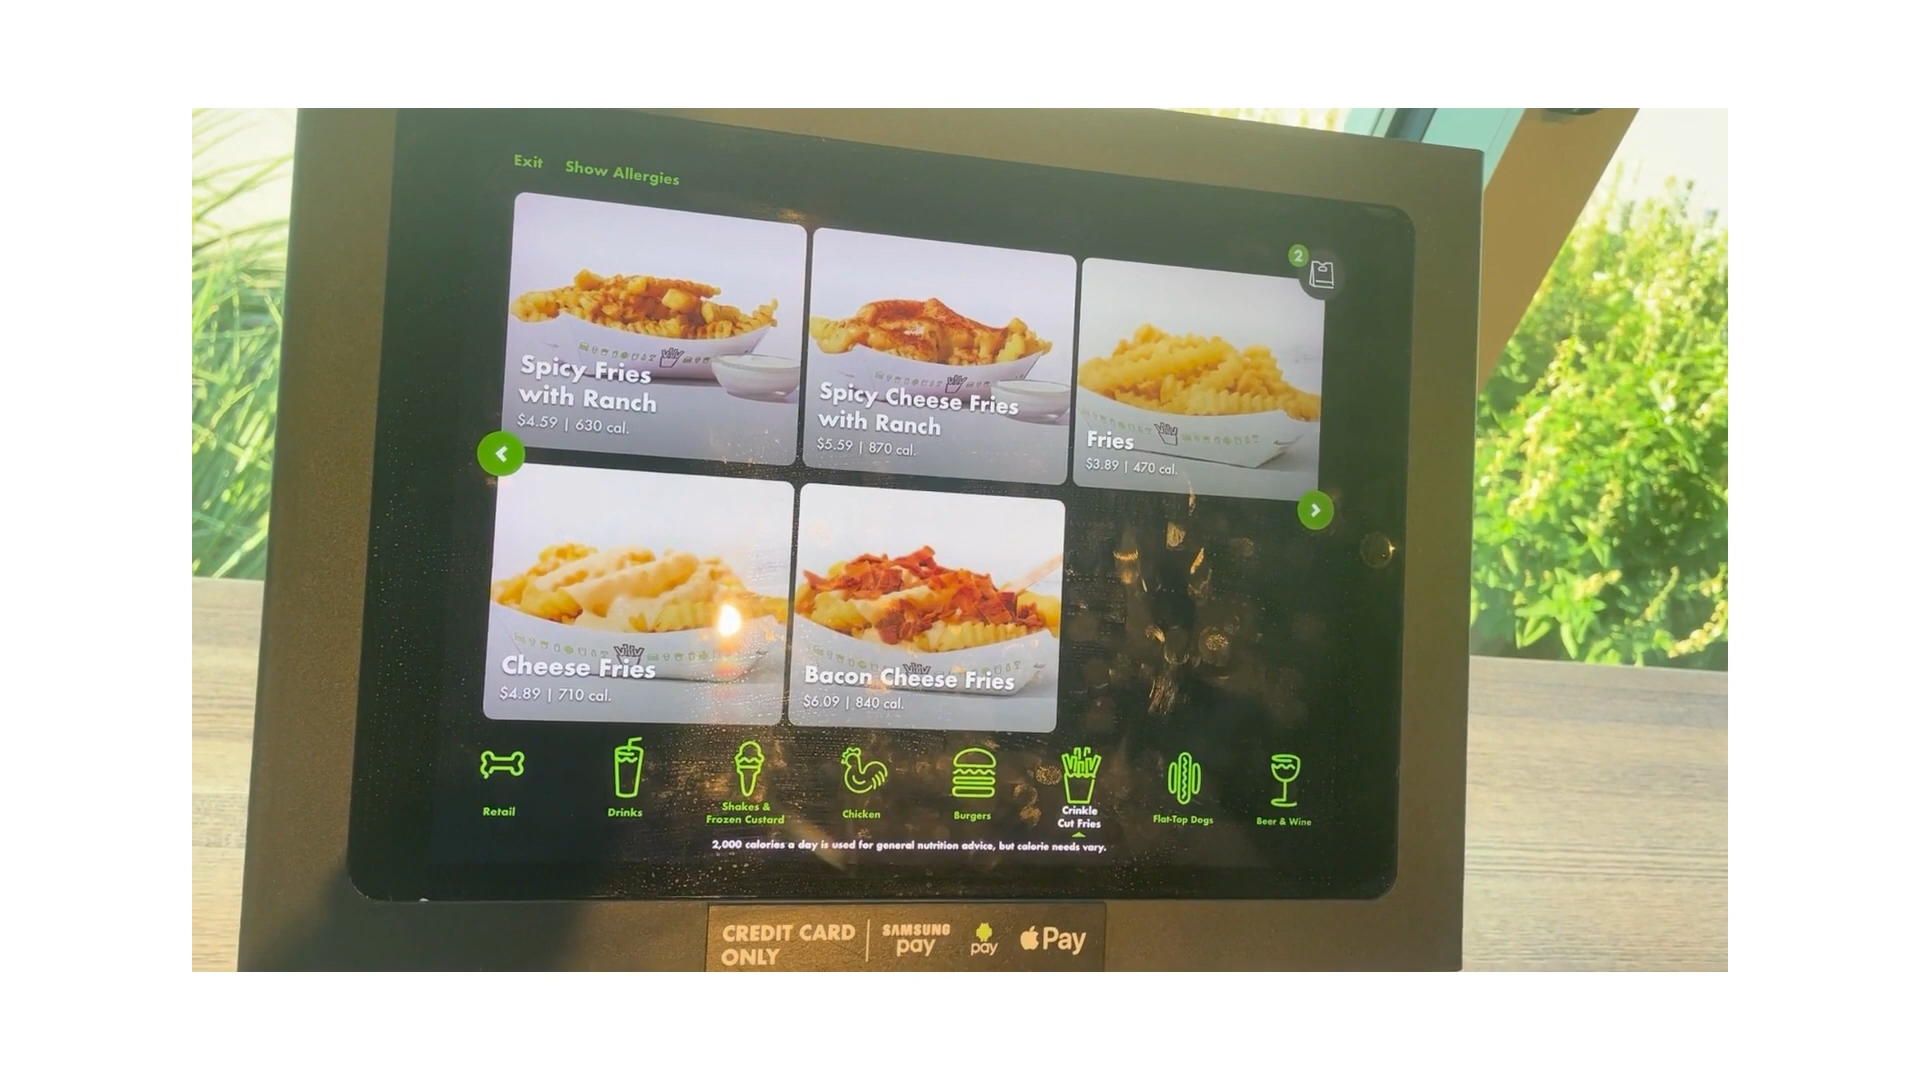 Exit Show Allergies
2
Spicy Fries
with Ranch
$4.59 | 630 cal.
Spicy Cheese Fries
with Ranch
$5.59 | 870 cal.
Fries
$3.89 | 470 cal.
Cheese Fries
$4.89 | 710 cal.
Bacon Cheese Fries
$6.09 | 840 cal.
Retail
Drinks
Shakes &
Frozen Custard
Chicken
Burgers
Crinkle
Cut Fries
Flat-Top Dogs
Beer & Wine
2,000 calories a day is used for general nutrition advice, but calorie needs vary.
CREDIT CARD
ONLY
SAMSUNG
pay
pay
Pay